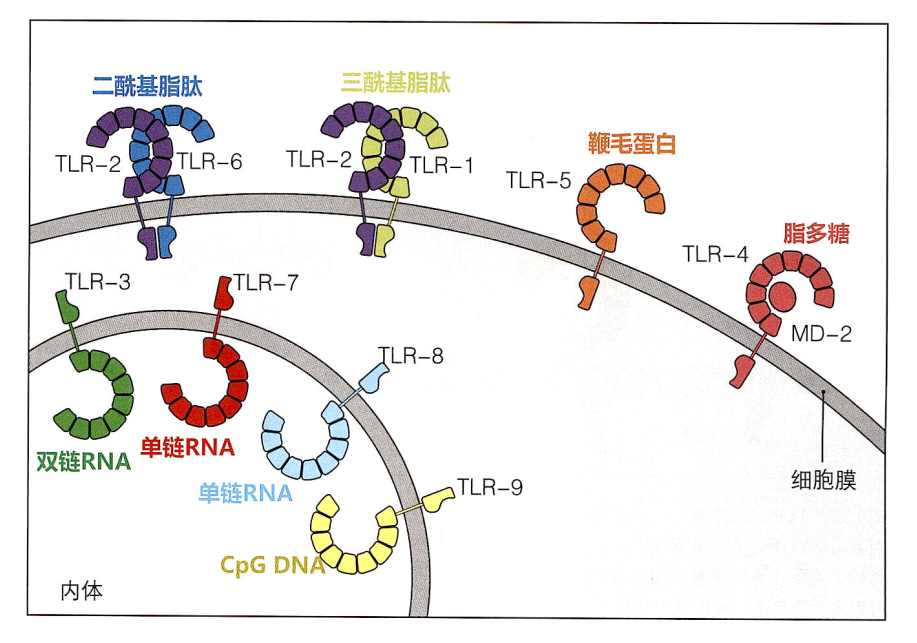 二酰基脂肽
三酰基脂肽
TLR-2
TLR-6
TLR-2
TLR-1
鞭毛蛋白
TLR-5
脂多糖
TLR-4
MD-2
TLR-3
TLR-7
TLR-8
双链RNA
单链RNA
单链RNA
TLR-9
细胞膜
CpG DNA
内体